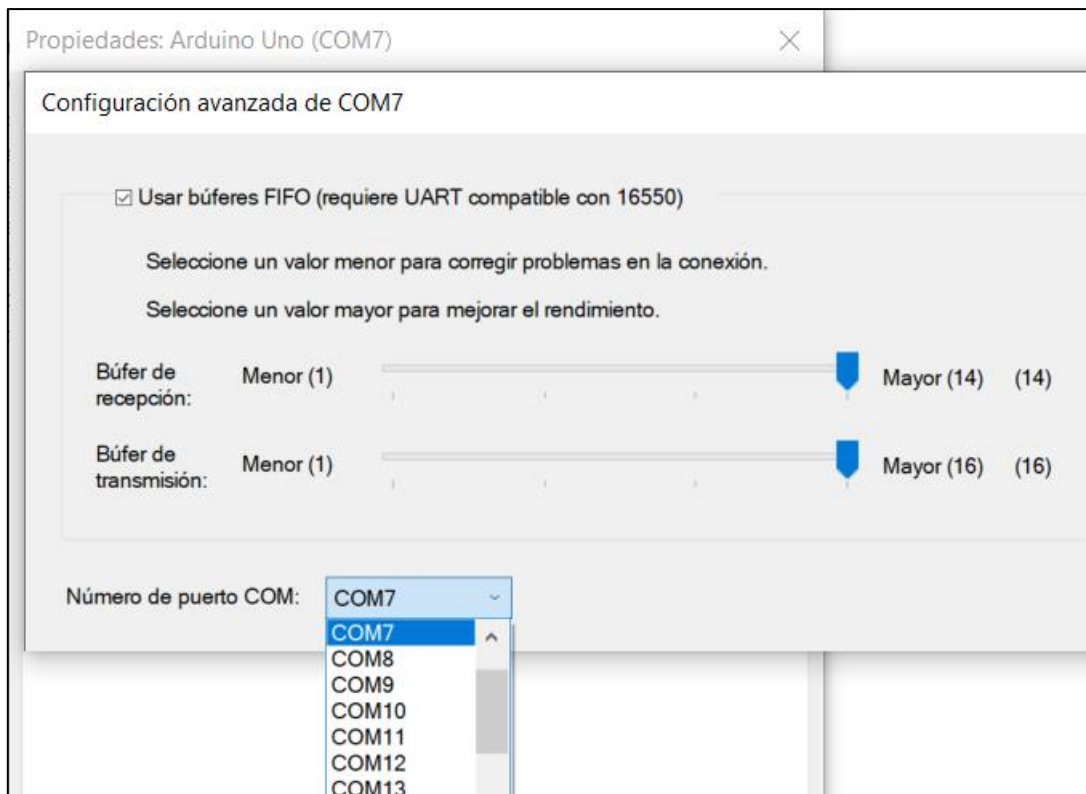 Propiedades: Arduino Uno (COM7)
Configuración avanzada de COM7
Usar búferes FIFO (requiere UART compatible con 16550)
Seleccione un valor menor para corregir problemas en la conexión.
Seleccione un valor mayor para mejorar el rendimiento.
Búfer de
recepción:
Menor (1)
Mayor (14)
(14)
Búfer de
transmisión:
Menor (1)
Mayor (16)
(16)
Número de puerto COM:
COM7
COM7
COM8
COM9
COM10
COM11
COM12
COM13